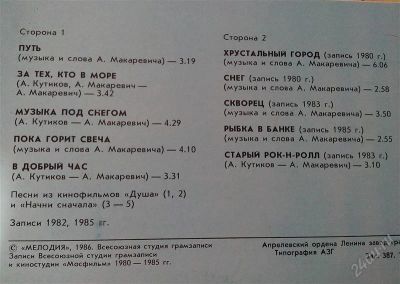 Сторона 1
ПУТЬ
(музыка и слова А. Макаревича) — 3.19
ЗА ТЕХ, КТО В МОРЕ
(А. Кутиков, А. Макаревич —
А. Макаревич) — 3.42
МУЗЫКА ПОД СНЕГОМ
(А. Кутиков — А. Макаревич) — 4.29
ПОКА ГОРИТ СВЕЧА
(музыка и слова А. Макаревича) — 4.10
В ДОБРЫЙ ЧАС
(А. Кутиков — А. Макаревич) — 3.31
Песни из кинофильмов «Душа» (1, 2)
и «Начни сначала» (3 — 5)
Записи 1982, 1985 гг.
Сторона 2
ХРУСТАЛЬНЫЙ ГОРОД (запись 1980 г.)
(музыка и слова А. Макаревича) — 6.06
СНЕГ (запись 1980 г.)
(музыка и слова А. Макаревича) — 2.58
СКВОРЕЦ (запись 1983 г.)
(музыка и слова А. Макаревича) — 3.50
РЫБКА В БАНКЕ (запись 1985 г.)
(музыка и слова А. Макаревича) — 2.55
СТАРЫЙ РОК-Н-РОЛЛ (запись 1983 г.)
(А. Кутиков — А. Макаревич) — 3.10
© «МЕЛОДИЯ», 1986. Всесоюзная студия грамзаписи
Записи Всесоюзной студии грамзаписи
и киностудии «Мосфильм» 1980 — 1985 гг.
Апрелевский ордена Ленина завод
Типография АЗГ
387.